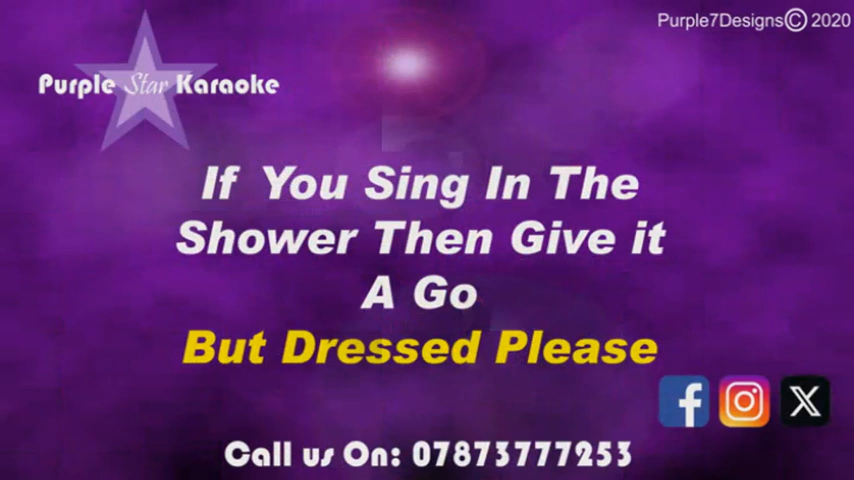 Purple7Designs© 2020
Purple Star Karaoke
If You Sing In The
Shower Then Give it
A Go
But Dressed Please
Call us On: 07873777253